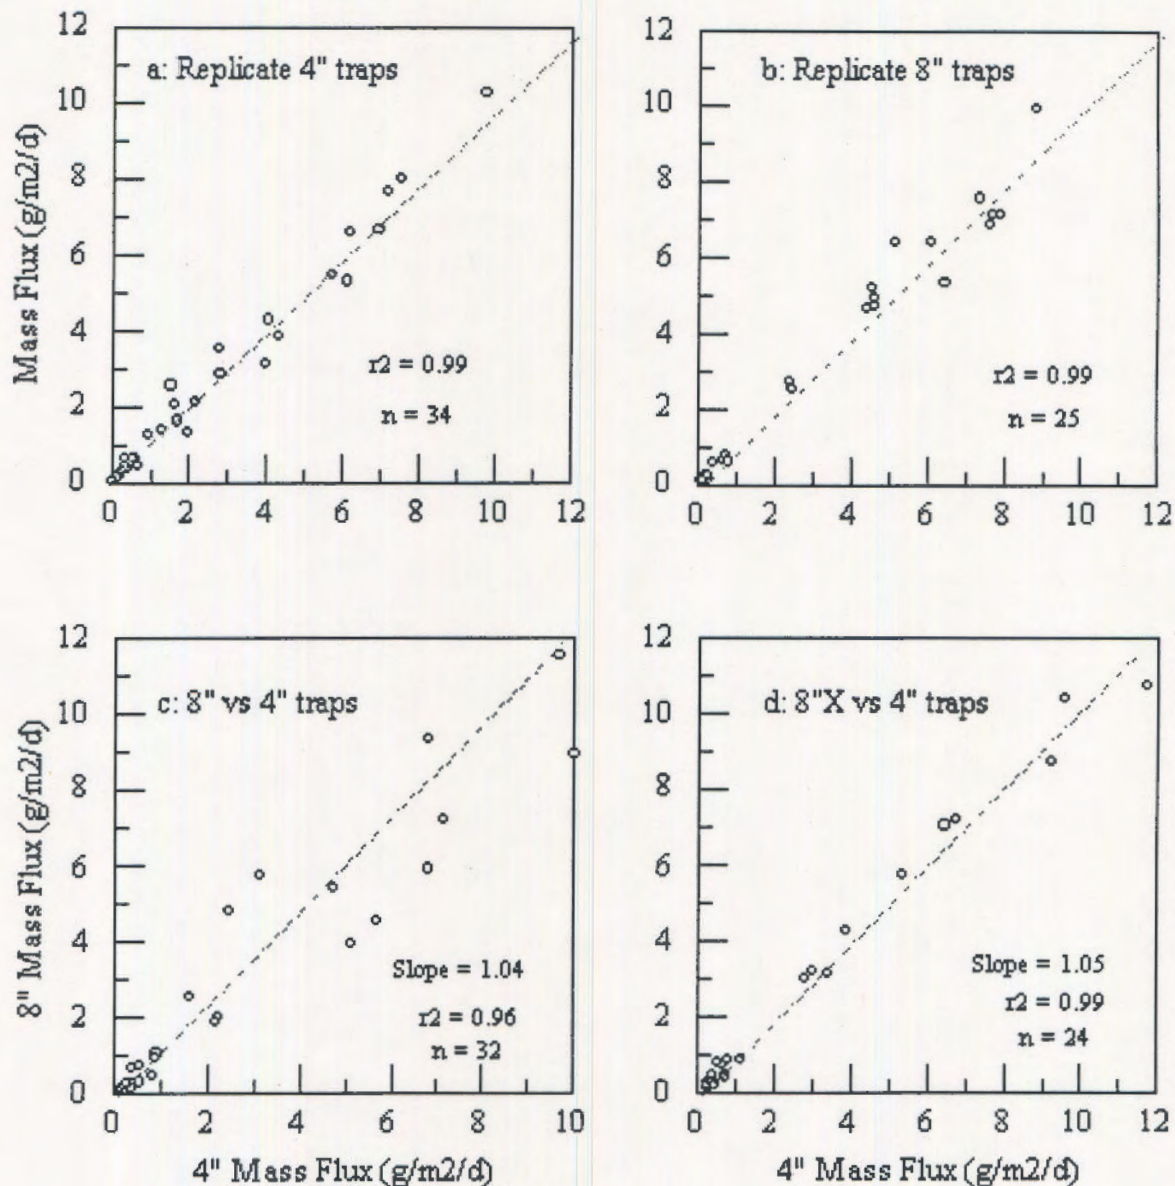 12
10
8
6
4
2
0
Mass Flux (g/m2/d)
a: Replicate 4" traps
r2 = 0.99
n = 34
0 2 4 6 8 10 12
12
10
8
6
4
2
0
b: Replicate 8" traps
r2 = 0.99
n = 25
0 2 4 6 8 10 12
12
10
8
6
4
2
0
8" Mass Flux (g/m2/d)
c: 8" vs 4" traps
Slope = 1.04
r2 = 0.96
n = 32
0 2 4 6 8 10
4" Mass Flux (g/m2/d)
12
10
8
6
4
2
0
d: 8"X vs 4" traps
Slope = 1.05
r2 = 0.99
n = 24
0 2 4 6 8 10 12
4" Mass Flux (g/m2/d)